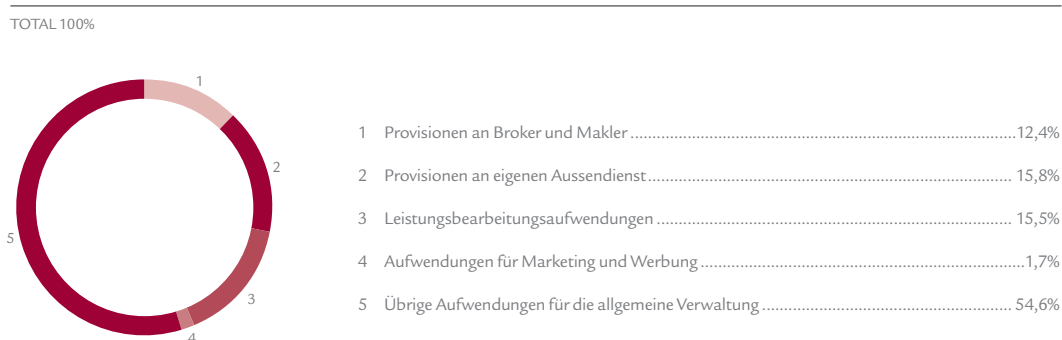 TOTAL 100%
1
2
3
4
5
1 Provisionen an Broker und Makler 12,4%
2 Provisionen an eigenen Aussendienst 15,8%
3 Leistungsbearbeitungsaufwendungen 15,5%
4 Aufwendungen für Marketing und Werbung 1,7%
5 Übrige Aufwendungen für die allgemeine Verwaltung 54,6%